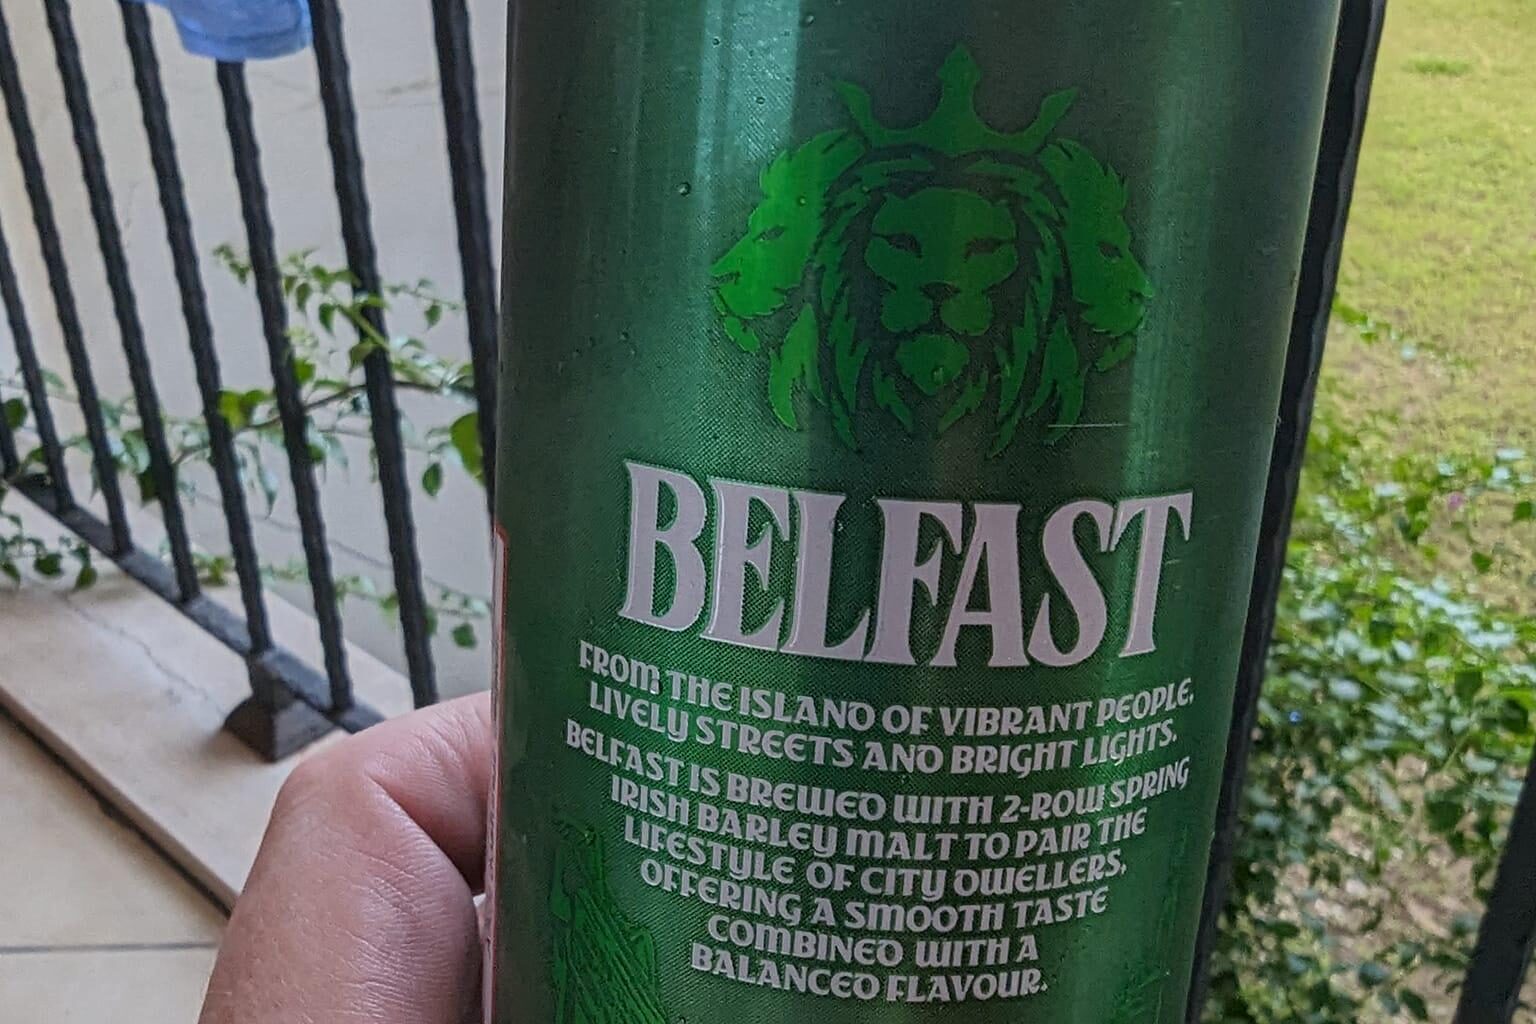 BELFAST
FROM THE ISLAND OF VIBRANT PEOPLE,
LIVELY STREETS AND BRIGHT LIGHTS.
BELFAST IS BREWED WITH 2-ROW SPRING
IRISH BARLEY MALT TO PAIR THE
LIFESTYLE OF CITY DWELLERS,
OFFERING A SMOOTH TASTE
COMBINED WITH A
BALANCED FLAVOUR.